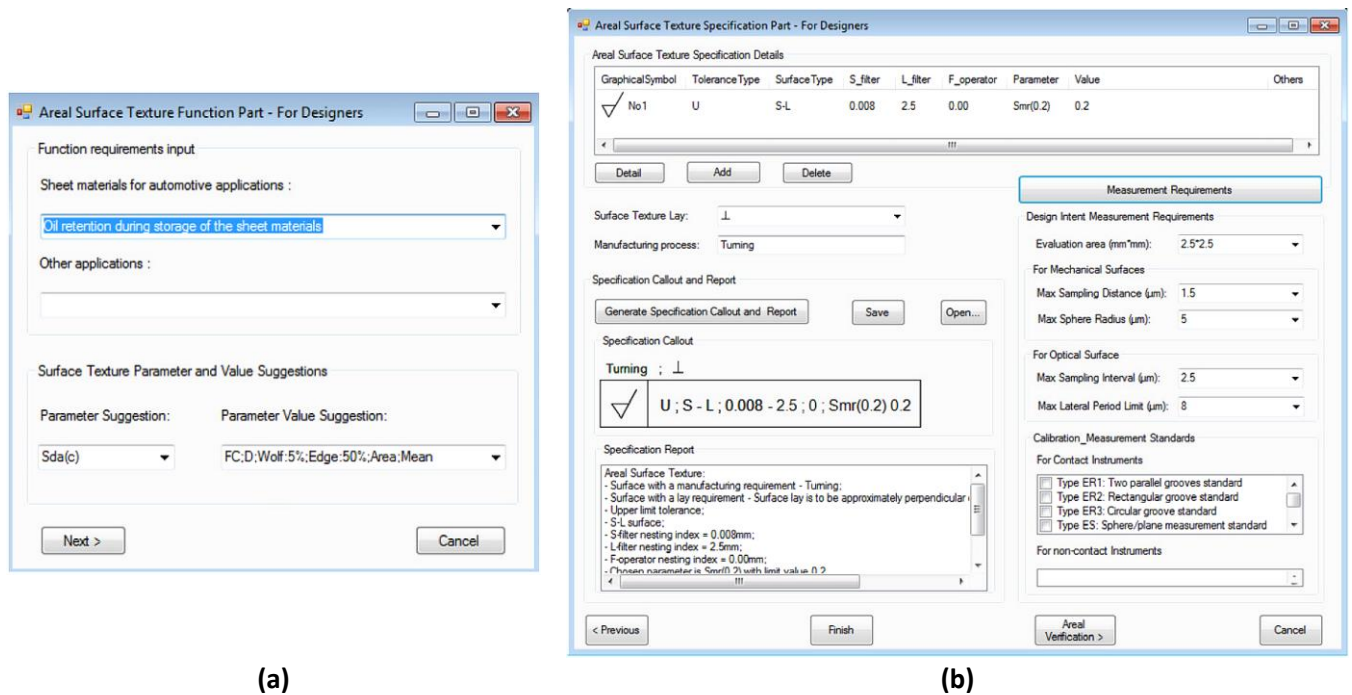 Areal Surface Texture Function Part - For Designers
Function requirements input
Sheet materials for automotive applications :
Oil retention during storage of the sheet materials
Other applications :
Surface Texture Parameter and Value Suggestions
Parameter Suggestion: Parameter Value Suggestion:
Sda(c) FC;D;Wolf:5%;Edge:50%;Area;Mean
Next > Cancel
(a)
Areal Surface Texture Specification Part - For Designers
Areal Surface Texture Specification Details
GraphicalSymbol ToleranceType SurfaceType S_filter L_filter F_operator Parameter Value Others
No1 U S-L 0.008 2.5 0.00 Smr(0.2) 0.2
Detail Add Delete
Surface Texture Lay: ⊥
Manufacturing process: Turning
Specification Callout and Report
Generate Specification Callout and Report Save Open...
Specification Callout
Turning ; ⊥
U ; S - L ; 0.008 - 2.5 ; 0 ; Smr(0.2) 0.2
Specification Report
Areal Surface Texture:
- Surface with a manufacturing requirement - Turning;
- Surface with a lay requirement - Surface lay is to be approximately perpendicular
- Upper limit tolerance;
- S-L surface;
- S-filter nesting index = 0.008mm;
- L-filter nesting index = 2.5mm;
- F-operator nesting index = 0.00mm;
- Chosen parameter is Smr(0.2) with limit value 0.2
Measurement Requirements
Design Intent Measurement Requirements
Evaluation area (mm*mm): 2.5*2.5
For Mechanical Surfaces
Max Sampling Distance (μm): 1.5
Max Sphere Radius (μm): 5
For Optical Surface
Max Sampling Interval (μm): 2.5
Max Lateral Period Limit (μm): 8
Calibration_Measurement Standards
For Contact Instruments
Type ER1: Two parallel grooves standard
Type ER2: Rectangular groove standard
Type ER3: Circular groove standard
Type ES: Sphere/plane measurement standard
For non-contact Instruments
< Previous Finish Areal Cancel
Verification >
(b)